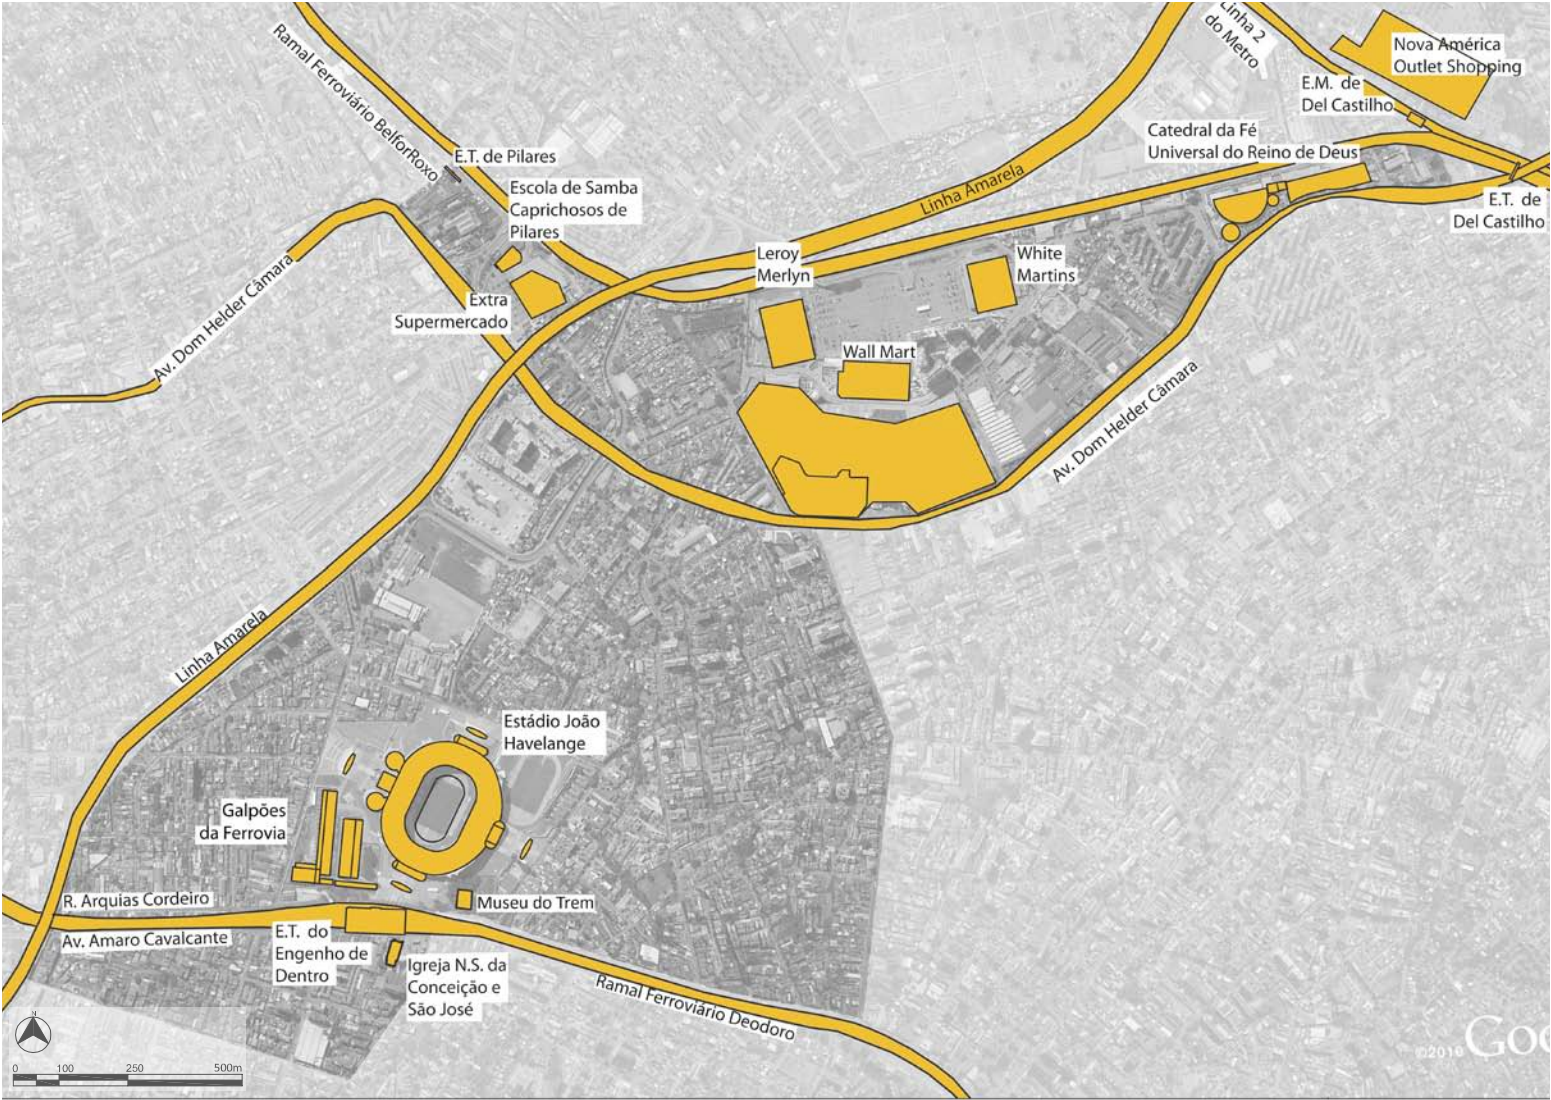 Linha 2
do Metro
Nova América
Outlet Shopping
E.M. de
Del Castilho
Catedral da Fé
Universal do Reino de Deus
E.T. de
Del Castilho
Ramal Ferroviário BelforRoxo
E.T. de Pilares
Escola de Samba
Caprichosos de
Pilares
Linha Amarela
Leroy
Merlyn
White
Martins
Av. Dom Helder Câmara
Extra
Supermercado
Wall Mart
Av. Dom Helder Câmara
Linha Amarela
Estádio João
Havelange
Galpões
da Ferrovia
R. Arquias Cordeiro
Museu do Trem
Av. Amaro Cavalcante
E.T. do
Engenho de
Dentro
Igreja N.S. da
Conceição e
São José
Ramal Ferroviário Deodoro
N
0 100 250 500m
©2010 Goo